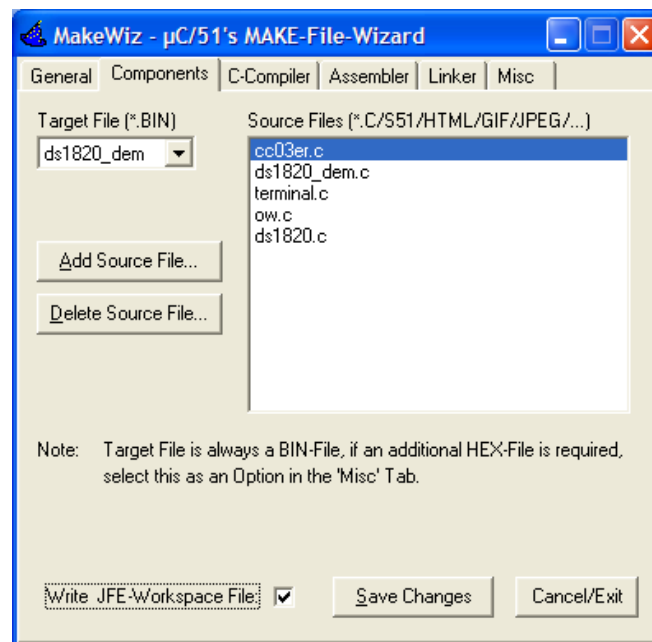 MakeWiz - µC/51's MAKE-File-Wizard
General Components C-Compiler Assembler Linker Misc
Target File (*.BIN) Source Files (*.C/S51/HTML/GIF/JPEG/...)
ds1820_dem
cc03er.c
ds1820_dem.c
terminal.c
ow.c
ds1820.c
Add Source File...
Delete Source File...
Note: Target File is always a BIN-File, if an additional HEX-File is required,
select this as an Option in the 'Misc' Tab.
Write JFE-Workspace File: Save Changes Cancel/Exit